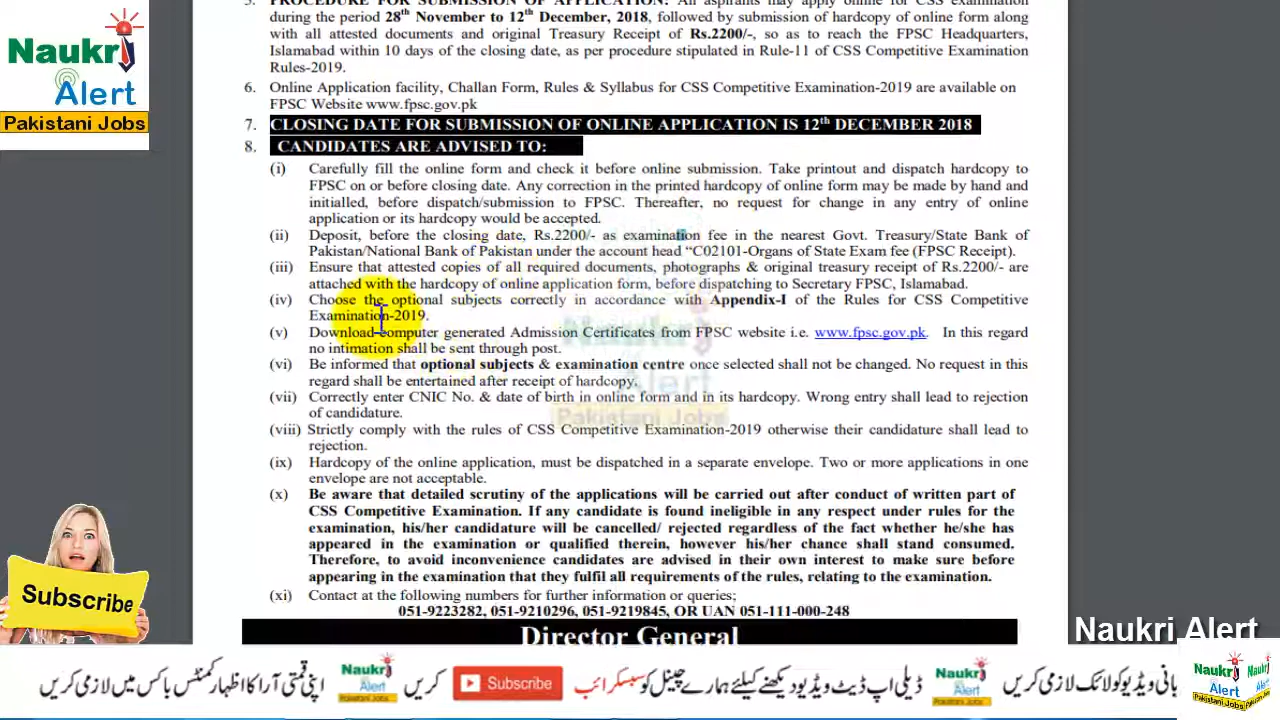 Naukri
Alert
Pakistani Jobs
5. PROCEDURE FOR SUBMISSION OF APPLICATION: All aspirants may apply online for CSS examination
during the period 28th November to 12th December, 2018, followed by submission of hardcopy of online form along
with all attested documents and original Treasury Receipt of Rs.2200/-, so as to reach the FPSC Headquarters,
Islamabad within 10 days of the closing date, as per procedure stipulated in Rule-11 of CSS Competitive Examination
Rules-2019.
6. Online Application facility, Challan Form, Rules & Syllabus for CSS Competitive Examination-2019 are available on
FPSC Website www.fpsc.gov.pk
7. CLOSING DATE FOR SUBMISSION OF ONLINE APPLICATION IS 12th DECEMBER 2018
8. CANDIDATES ARE ADVISED TO:
(i) Carefully fill the online form and check it before online submission. Take printout and dispatch hardcopy to
FPSC on or before closing date. Any correction in the printed hardcopy of online form may be made by hand and
initialled, before dispatch/submission to FPSC. Thereafter, no request for change in any entry of online
application or its hardcopy would be accepted.
(ii) Deposit, before the closing date, Rs.2200/- as examination fee in the nearest Govt. Treasury/State Bank of
Pakistan/National Bank of Pakistan under the account head “C02101-Organs of State Exam fee (FPSC Receipt).
(iii) Ensure that attested copies of all required documents, photographs & original treasury receipt of Rs.2200/- are
attached with the hardcopy of online application form, before dispatching to Secretary FPSC, Islamabad.
(iv) Choose the optional subjects correctly in accordance with Appendix-I of the Rules for CSS Competitive
Examination-2019.
(v) Download computer generated Admission Certificates from FPSC website i.e. www.fpsc.gov.pk. In this regard
no intimation shall be sent through post.
(vi) Be informed that optional subjects & examination centre once selected shall not be changed. No request in this
regard shall be entertained after receipt of hardcopy.
(vii) Correctly enter CNIC No. & date of birth in online form and in its hardcopy. Wrong entry shall lead to rejection
of candidature.
(viii) Strictly comply with the rules of CSS Competitive Examination-2019 otherwise their candidature shall lead to
rejection.
(ix) Hardcopy of the online application, must be dispatched in a separate envelope. Two or more applications in one
envelope are not acceptable.
(x) Be aware that detailed scrutiny of the applications will be carried out after conduct of written part of
CSS Competitive Examination. If any candidate is found ineligible in any respect under rules for the
examination, his/her candidature will be cancelled/ rejected regardless of the fact whether he/she has
appeared in the examination or qualified therein, however his/her chance shall stand consumed.
Therefore, to avoid inconvenience candidates are advised in their own interest to make sure before
appearing in the examination that they fulfil all requirements of the rules, relating to the examination.
(xi) Contact at the following numbers for further information or queries;
051-9223282, 051-9210296, 051-9219845, OR UAN 051-111-000-248
Director General
Naukri Alert
Pakistani Jobs
Subscribe
Naukri Alert
پنی ویڈیو کو لائک لازمی کریں Naukri Alert Pakistani Jobs ڈیلی اپ ڈیٹ ویڈیو دیکھنے کیلئے ہمارے چینل کو سبسکرائب Subscribe کریں Naukri Alert Pakistani Jobs اپنی قیمتی آرا کا اظہار کمنٹس باکس میں لازمی کریں
Naukri
Alert
Pakistani Jobs